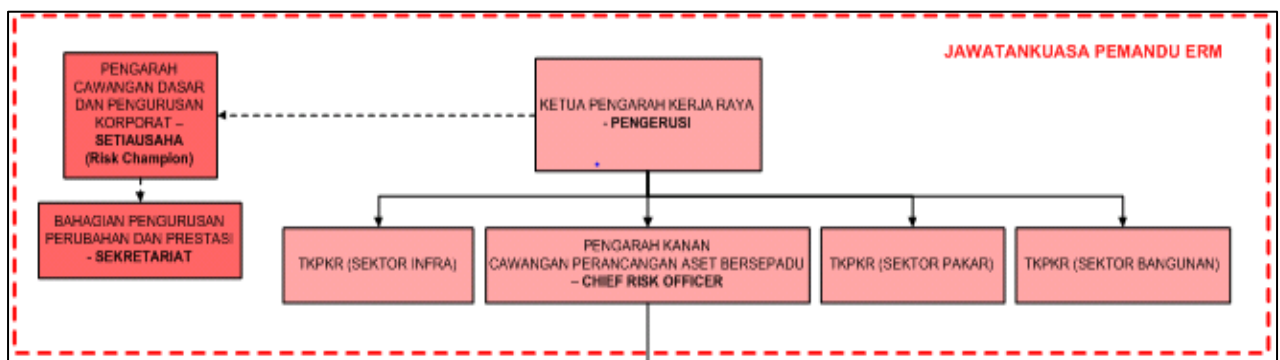 JAWATANKUASA PEMANDU ERM
PENGARAH
CAWANGAN DASAR
DAN PENGURUSAN
KORPORAT –
SETIAUSAHA
(Risk Champion)
KETUA PENGARAH KERJA RAYA
- PENGERUSI
BAHAGIAN PENGURUSAN
PERUBAHAN DAN PRESTASI
- SEKRETARIAT
TKPKR (SEKTOR INFRA)
PENGARAH KANAN
CAWANGAN PERANCANGAN ASET BERSEPADU
– CHIEF RISK OFFICER
TKPKR (SEKTOR PAKAR)
TKPKR (SEKTOR BANGUNAN)